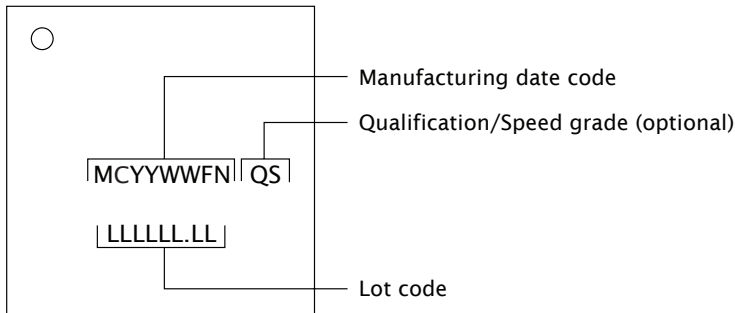 Manufacturing date code
Qualification/Speed grade (optional)
MCYYWWFN QS
LLLLLL.LL
Lot code